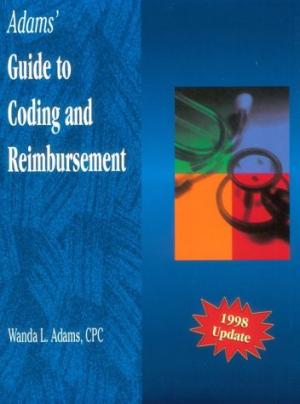 Adams'
Guide to
Coding and
Reimbursement
1998
Update
Wanda L. Adams, CPC